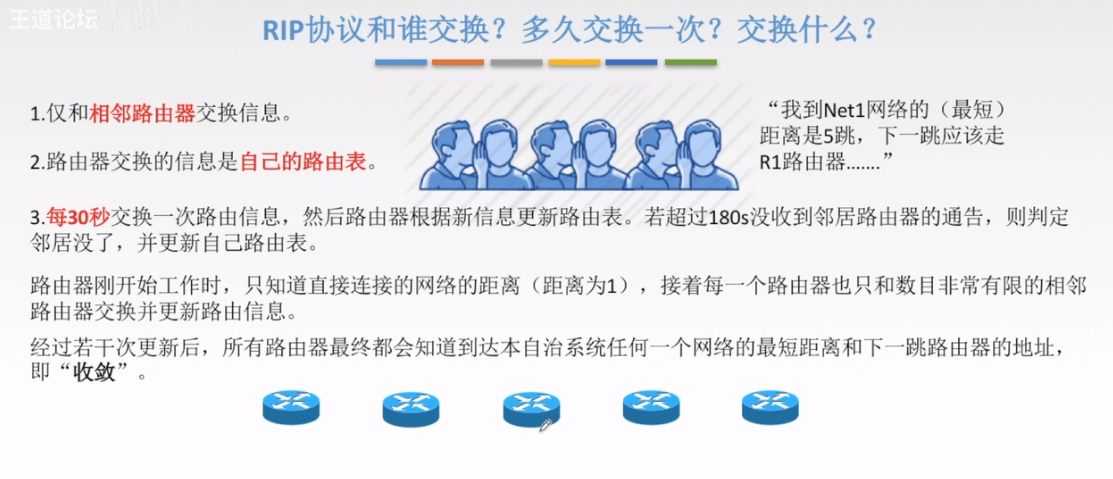 王道论坛
RIP协议和谁交换？多久交换一次？交换什么？
1.仅和相邻路由器交换信息。
2.路由器交换的信息是自己的路由表。
“我到Net1网络的（最短）
距离是5跳，下一跳应该走
R1路由器.......”
3.每30秒交换一次路由信息，然后路由器根据新信息更新路由表。若超过180s没收到邻居路由器的通告，则判定
邻居没了，并更新自己路由表。
路由器刚开始工作时，只知道直接连接的网络的距离（距离为1），接着每一个路由器也只和数目非常有限的相邻
路由器交换并更新路由信息。
经过若干次更新后，所有路由器最终都会知道到达本自治系统任何一个网络的最短距离和下一跳路由器的地址，
即“收敛”。